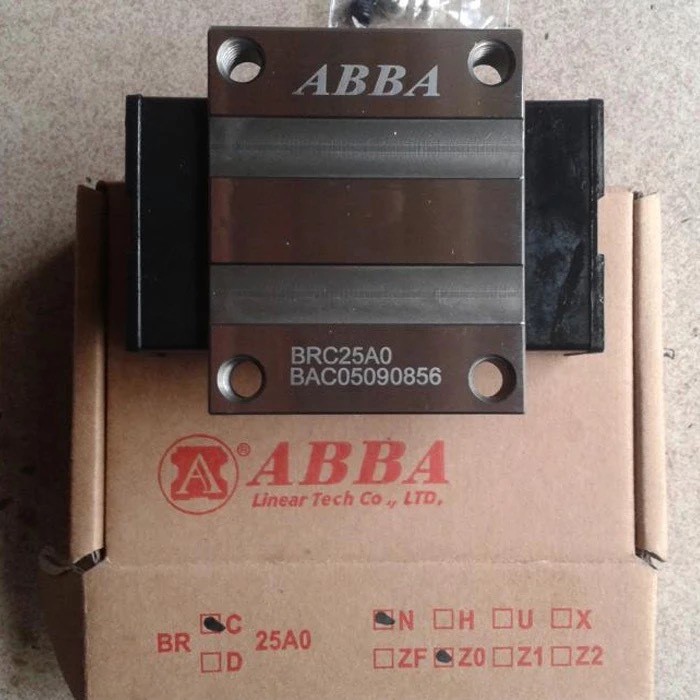 ABBA
BRC25A0
BAC05090856
A ® ABBA
Linear Tech Co., LTD,
BR C 25A0 N H U X
D ZF Z0 Z1 Z2